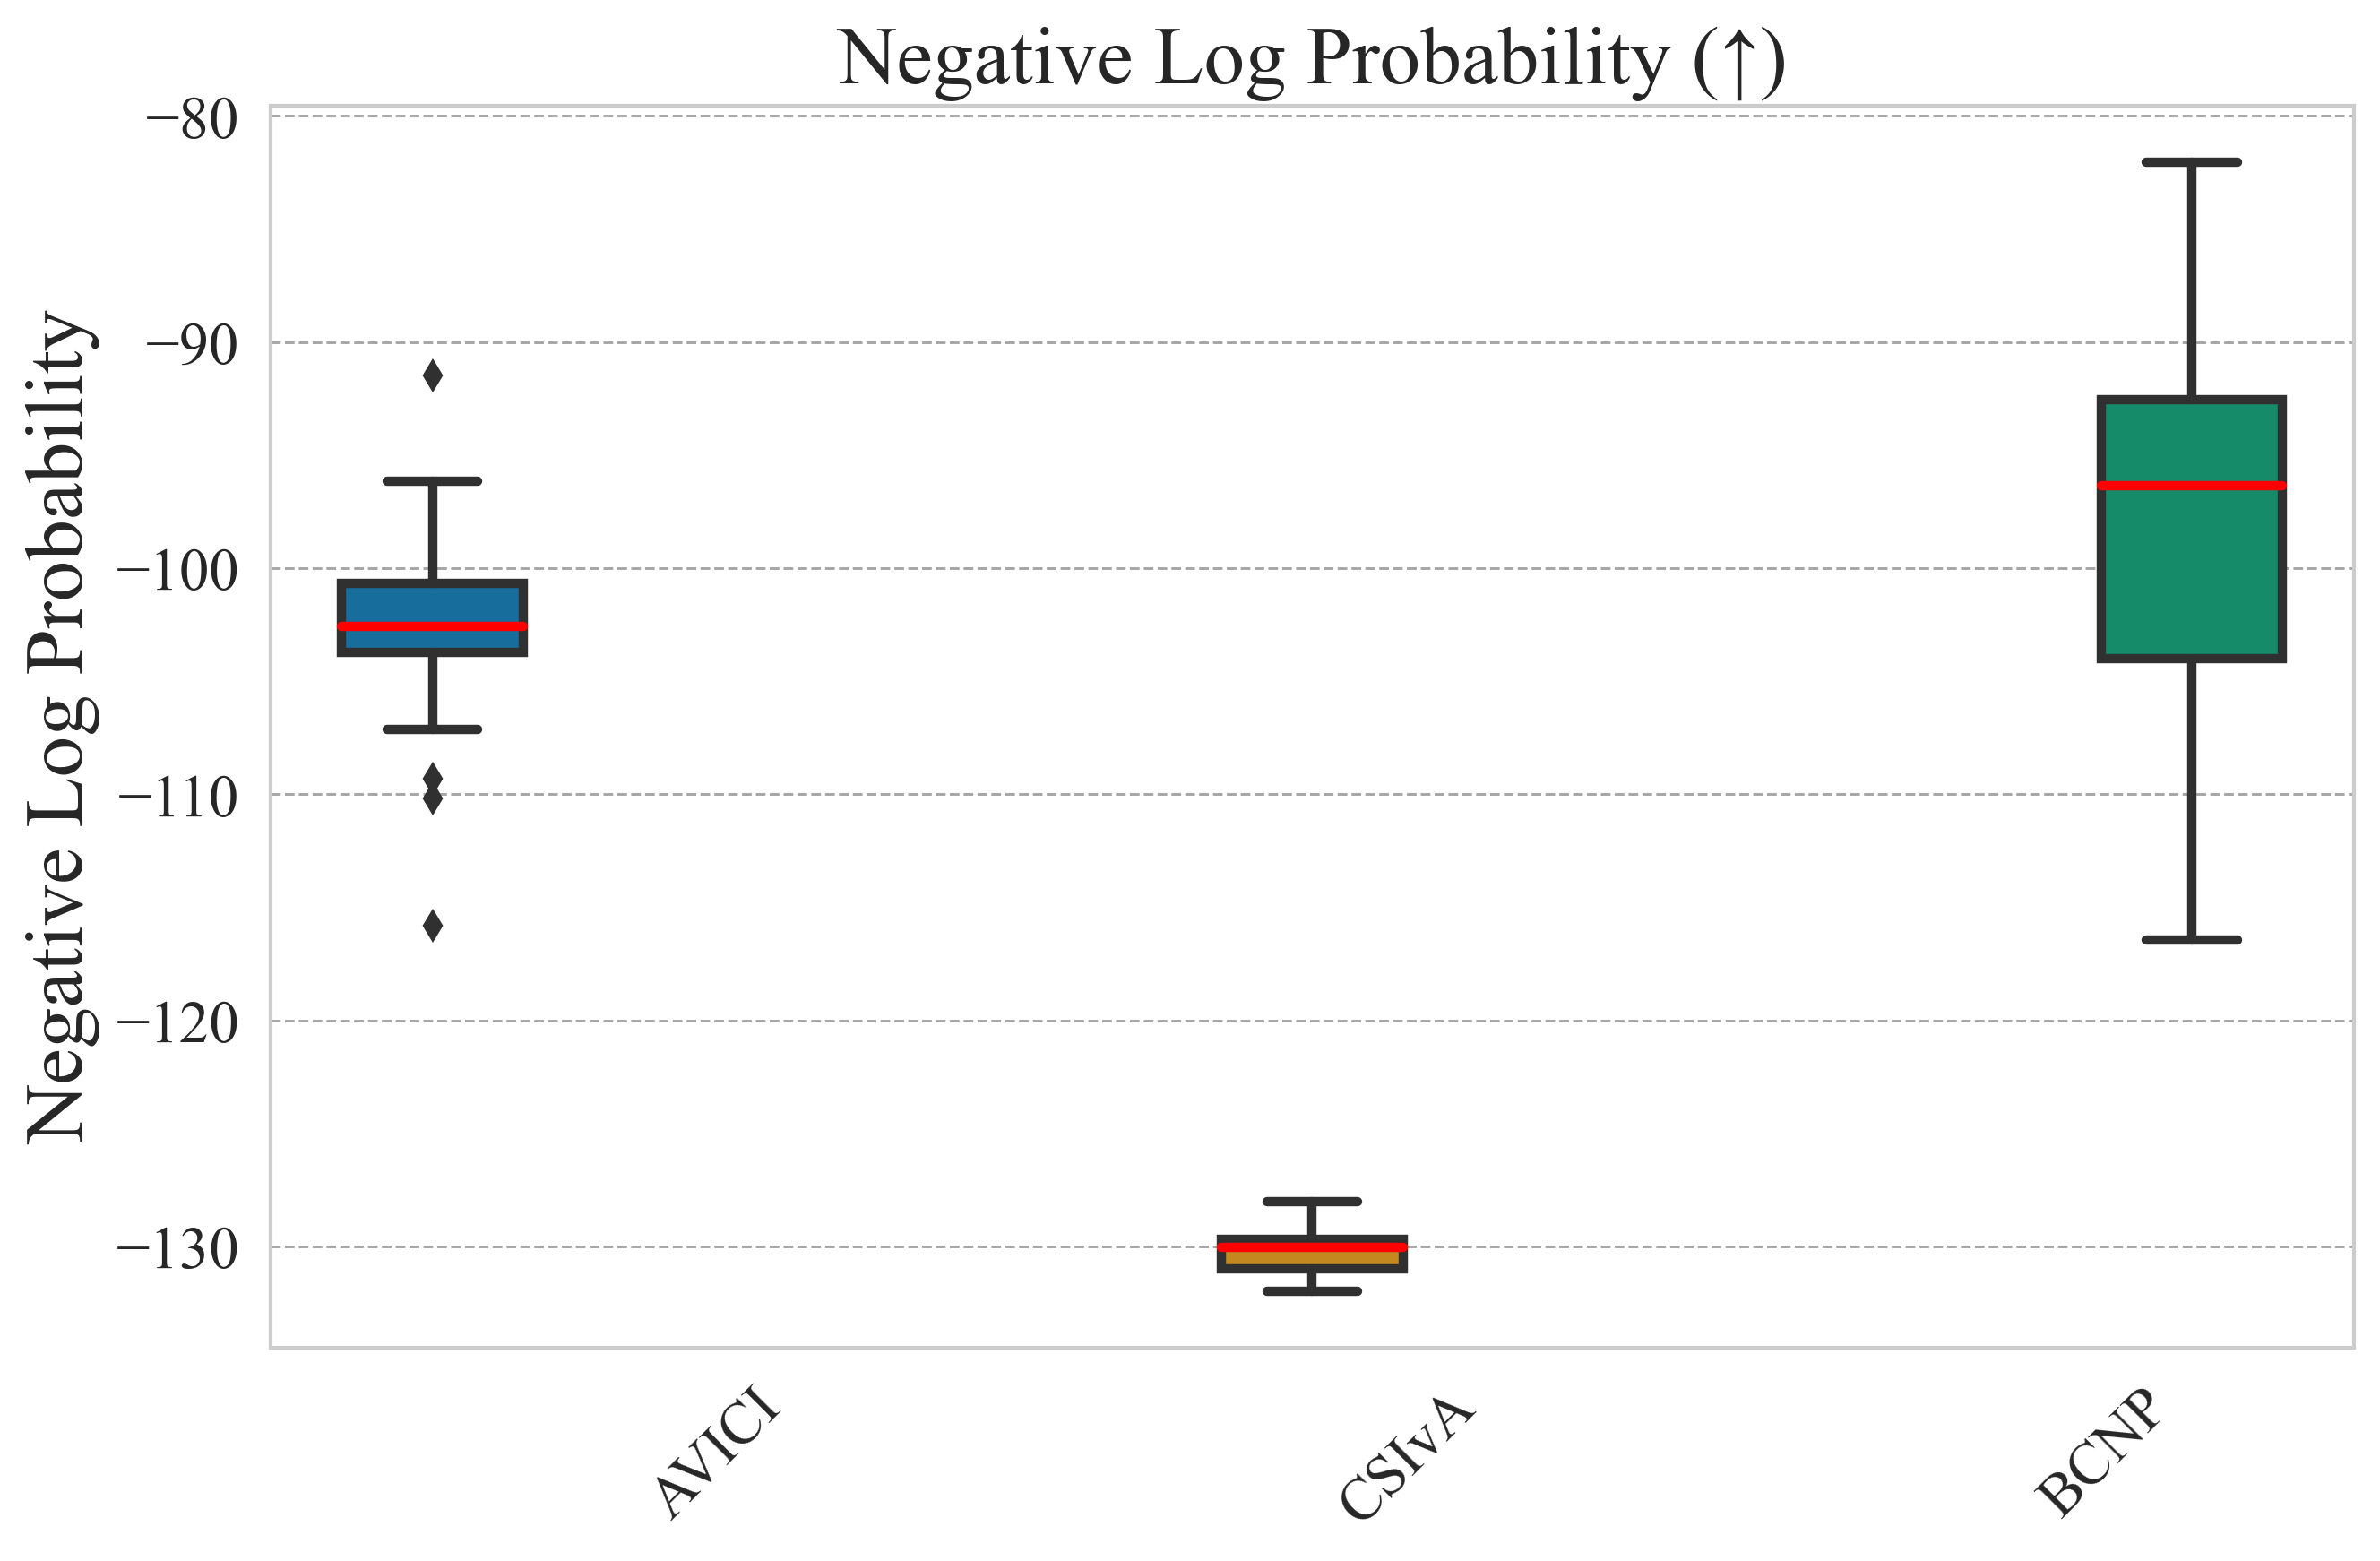 Negative Log Probability (↑)
Negative Log Probability
−80
−90
−100
−110
−120
−130
AVICI
CSIvA
BCNP